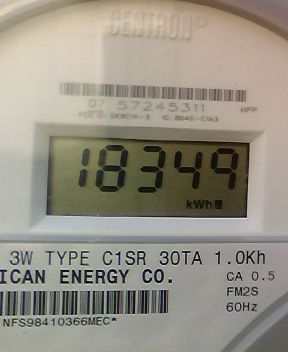 CENTRON®
07 57245311 HPP
18349
kWh
3W TYPE C1SR 30TA 1.0Kh
ICAN ENERGY CO.
CA 0.5
FM2S
60Hz
NFS98410366MEC*